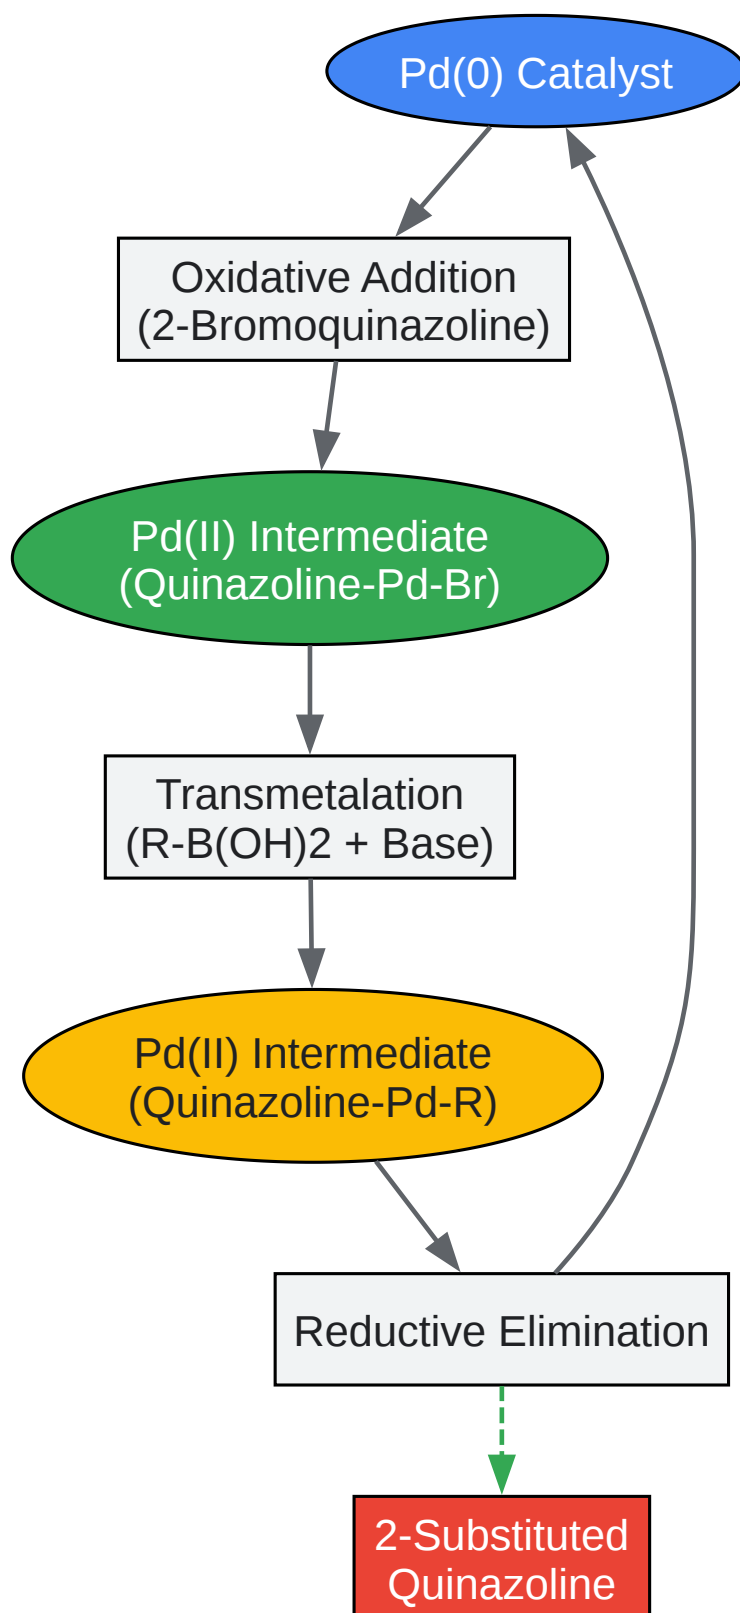 Pd(0) Catalyst
Oxidative Addition
(2-Bromoquinazoline)
Pd(II) Intermediate
(Quinazoline-Pd-Br)
Transmetalation
(R-B(OH)2 + Base)
Pd(II) Intermediate
(Quinazoline-Pd-R)
Reductive Elimination
2-Substituted
Quinazoline